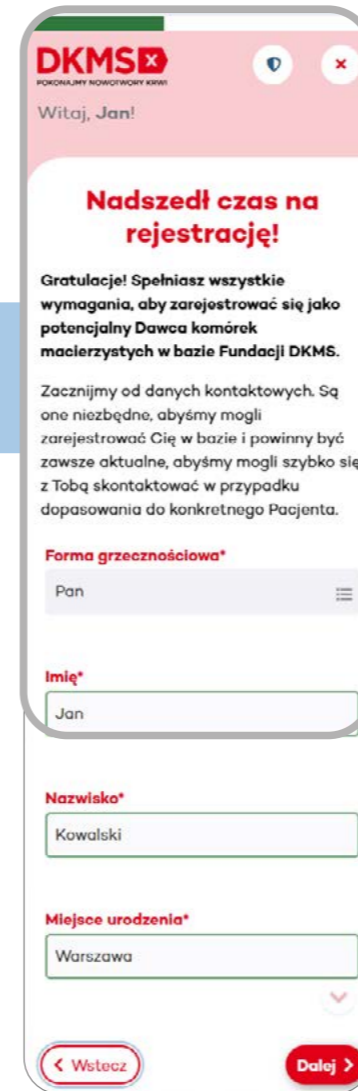 DKMS
POKONAJMY NOWOTWORY KRWI
Witaj, Jan!
Nadszedł czas na
rejestrację!
Gratulacje! Spełniasz wszystkie
wymagania, aby zarejestrować się jako
potencjalny Dawca komórek
macierzystych w bazie Fundacji DKMS.
Zacznijmy od danych kontaktowych. Są
one niezbędne, abyśmy mogli
zarejestrować Cię w bazie i powinny być
zawsze aktualne, abyśmy mogli szybko się
z Tobą skontaktować w przypadku
dopasowania do konkretnego Pacjenta.
Forma grzecznościowa*
Pan
Imię*
Jan
Nazwisko*
Kowalski
Miejsce urodzenia*
Warszawa
Wstecz
Dalej